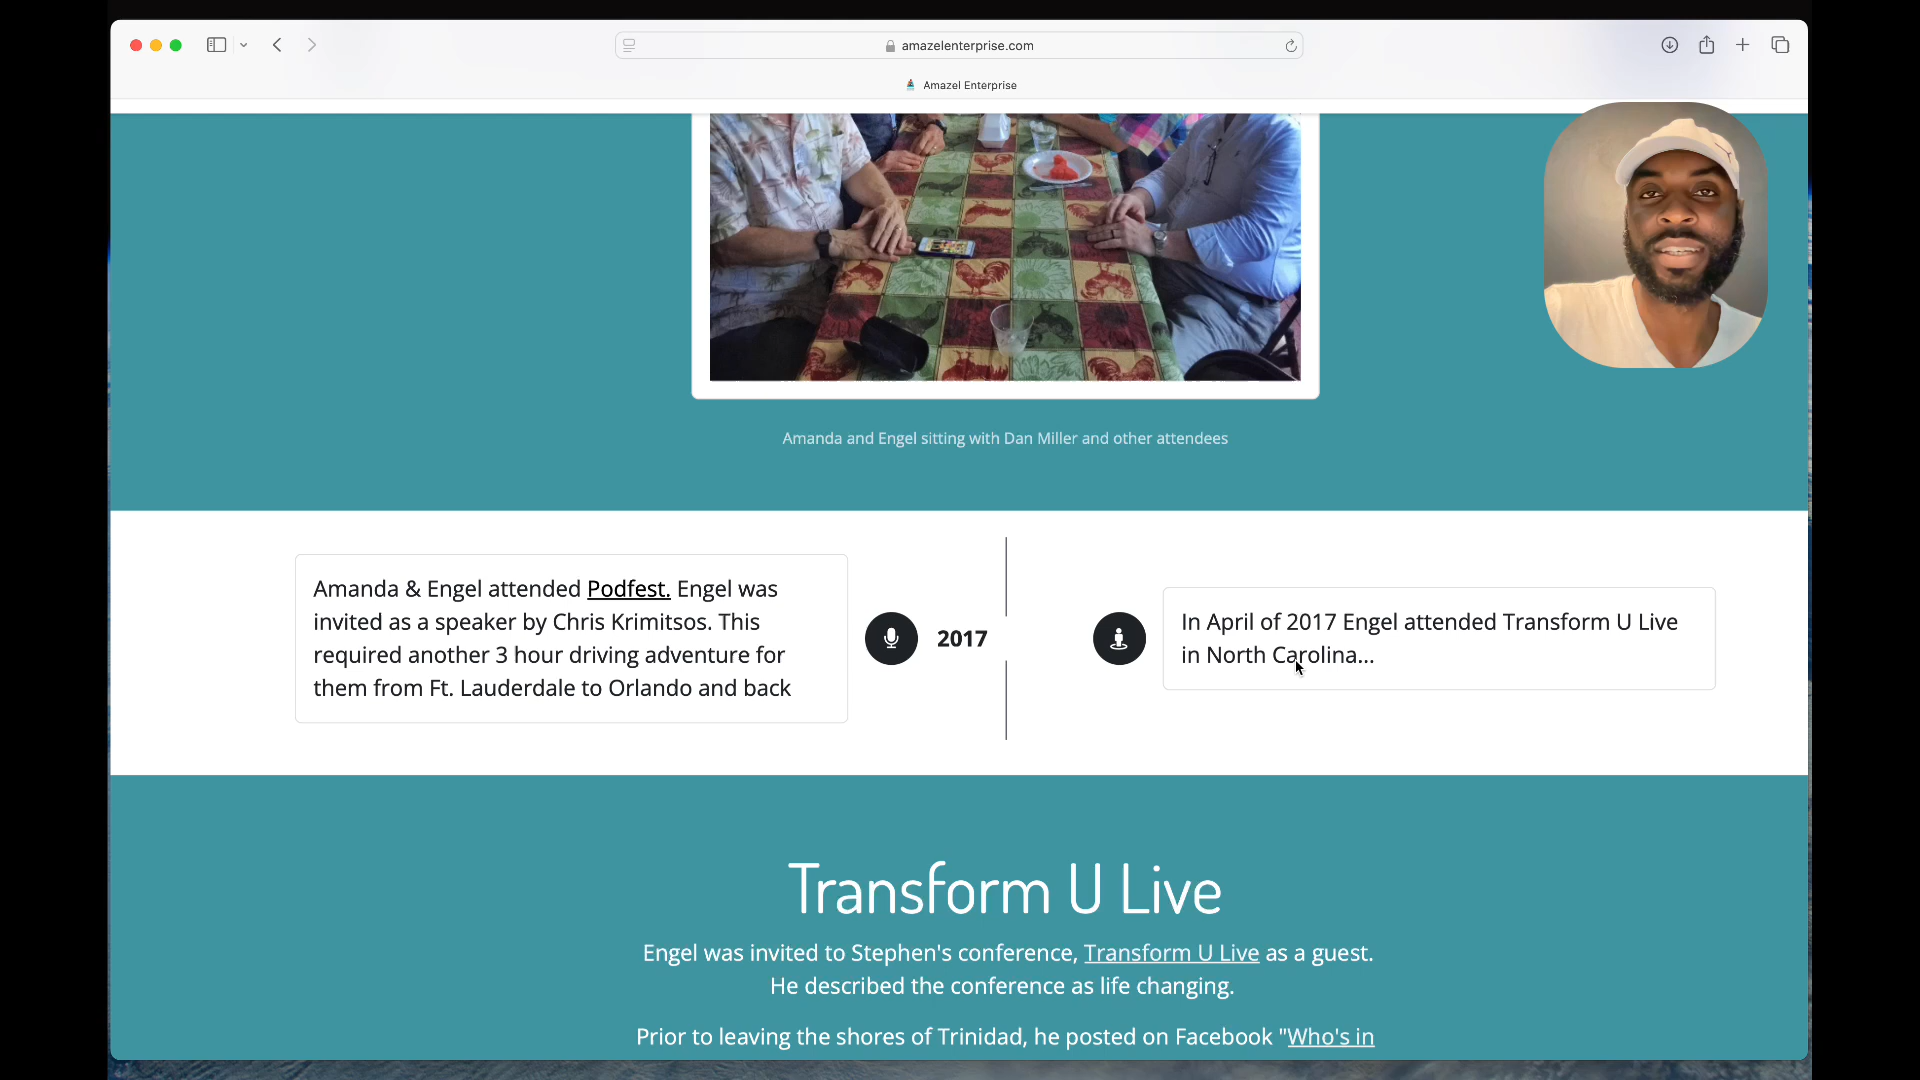 amazelenterprise.com
Amazel Enterprise
Amanda and Engel sitting with Dan Miller and other attendees
Amanda & Engel attended Podfest. Engel was
invited as a speaker by Chris Krimitsos. This
required another 3 hour driving adventure for
them from Ft. Lauderdale to Orlando and back
2017
In April of 2017 Engel attended Transform U Live
in North Carolina...
Transform U Live
Engel was invited to Stephen's conference, Transform U Live as a guest.
He described the conference as life changing.
Prior to leaving the shores of Trinidad, he posted on Facebook "Who's in